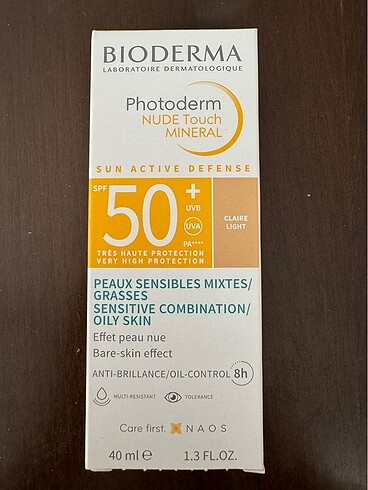 BIODERMA
LABORATOIRE DERMATOLOGIQUE
Photoderm
NUDE Touch
MINERAL
SUN ACTIVE DEFENSE
SPF 50+
UVB
UVA
PA++++
CLAIRE
LIGHT
TRÈS HAUTE PROTECTION
VERY HIGH PROTECTION
PEAUX SENSIBLES MIXTES/
GRASSES
SENSITIVE COMBINATION/
OILY SKIN
Effet peau nue
Bare-skin effect
ANTI-BRILLANCE/OIL-CONTROL 8h
MULTI-RESISTANT TOLERANCE
Care first. NAOS
40 ml ℮ 1.3 FL.OZ.